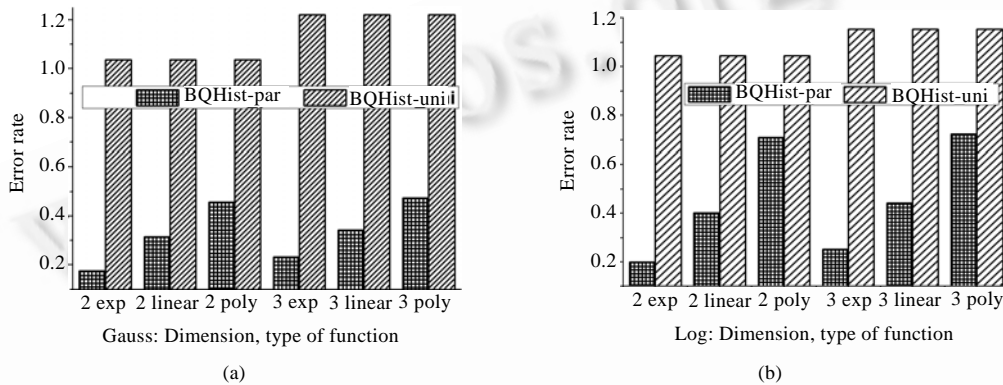 1.2
1.0
0.8
0.6
0.4
0.2
Error rate
BQHist-par
BQHist-uni
2 exp 2 linear 2 poly 3 exp 3 linear 3 poly
Gauss: Dimension, type of function
(a)
1.2
1.0
0.8
0.6
0.4
0.2
Error rate
BQHist-par
BQHist-uni
2 exp 2 linear 2 poly 3 exp 3 linear 3 poly
Log: Dimension, type of function
(b)